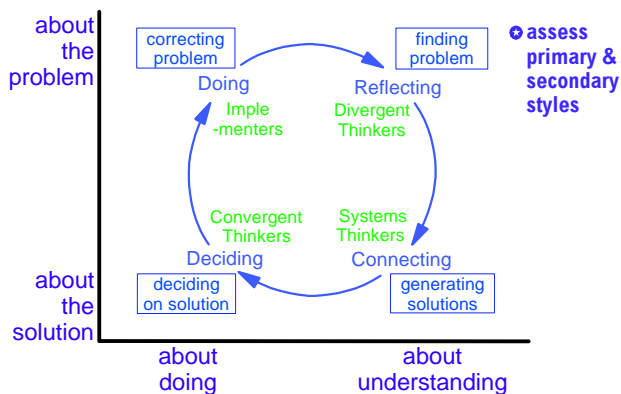 about
the
problem
correcting
problem
Doing
Imple
-menters
finding
problem
Reflecting
Divergent
Thinkers
✪ assess
primary &
secondary
styles
Convergent
Thinkers
Deciding
deciding
on solution
Systems
Thinkers
Connecting
generating
solutions
about
the
solution
about
doing
about
understanding